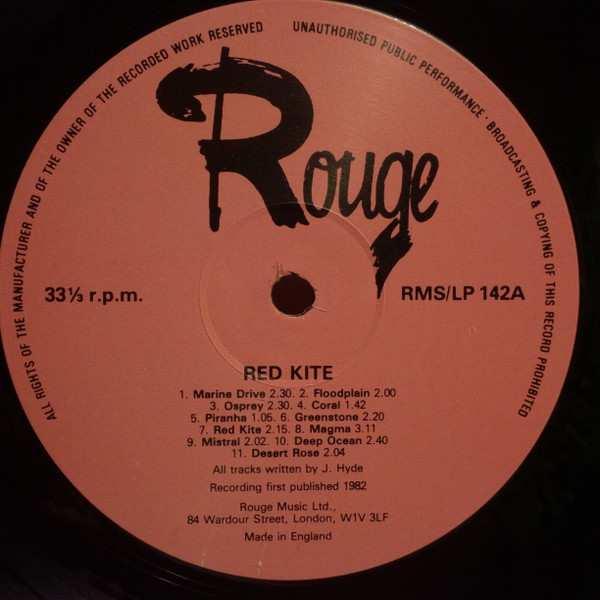 ALL RIGHTS OF THE MANUFACTURER AND OF THE OWNER OF THE RECORDED WORK RESERVED
UNAUTHORISED PUBLIC PERFORMANCE · BROADCASTING & COPYING OF THIS RECORD PROHIBITED
Rouge
33⅓ r.p.m.
RMS/LP 142A
RED KITE
1. Marine Drive 2.30. 2. Floodplain 2.00
3. Osprey 2.30. 4. Coral 1.42
5. Piranha 1.05. 6. Greenstone 2.20
7. Red Kite 2.15. 8. Magma 3.11
9. Mistral 2.02. 10. Deep Ocean 2.40
11. Desert Rose 2.04
All tracks written by J. Hyde
Recording first published 1982
Rouge Music Ltd.,
84 Wardour Street, London, W1V 3LF
Made in England